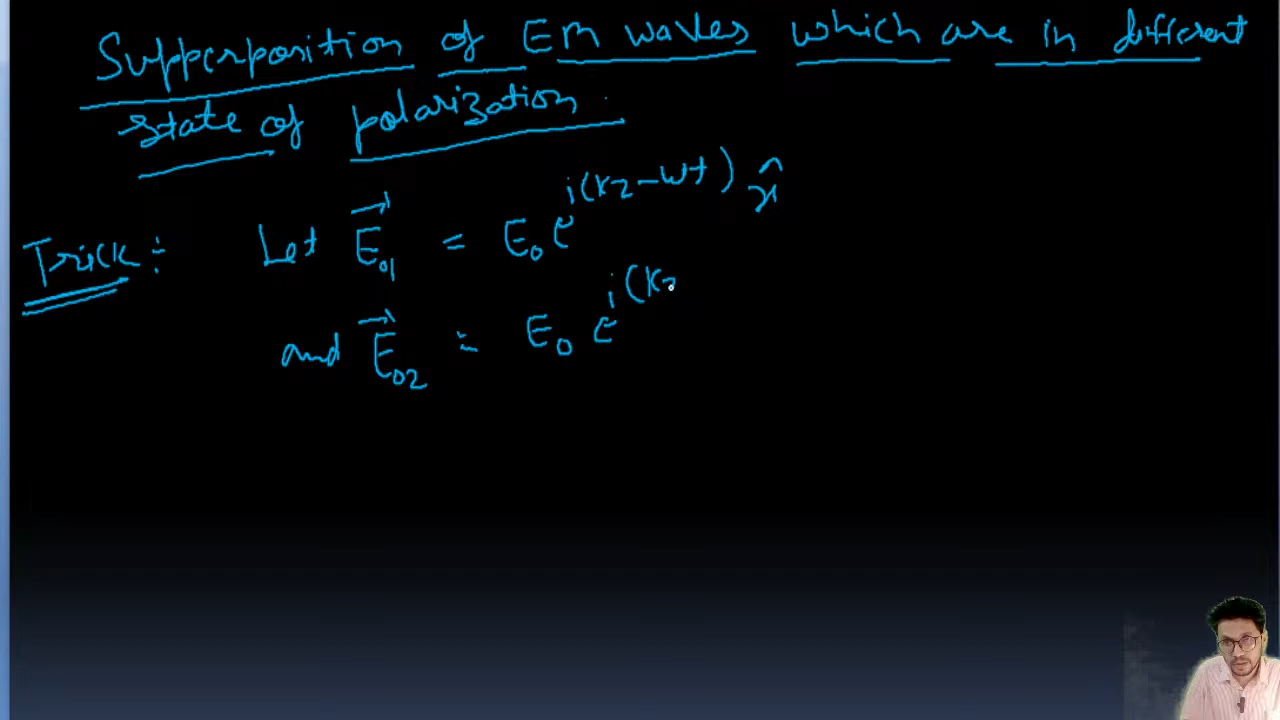 Supperposition of EM waves which are in different
state of polarization.
Trick:- Let E⃗₀₁ = E₀ e^{i(kz-wt)} x̂
and E⃗₀₂ = E₀ e^{i(kz